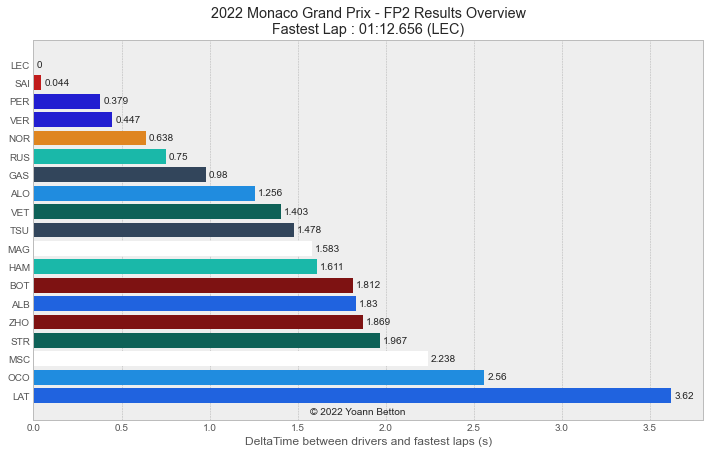 2022 Monaco Grand Prix - FP2 Results Overview
Fastest Lap : 01:12.656 (LEC)
LEC 0
SAI 0.044
PER 0.379
VER 0.447
NOR 0.638
RUS 0.75
GAS 0.98
ALO 1.256
VET 1.403
TSU 1.478
MAG 1.583
HAM 1.611
BOT 1.812
ALB 1.83
ZHO 1.869
STR 1.967
MSC 2.238
OCO 2.56
LAT 3.62
© 2022 Yoann Betton
0.0 0.5 1.0 1.5 2.0 2.5 3.0 3.5
DeltaTime between drivers and fastest laps (s)